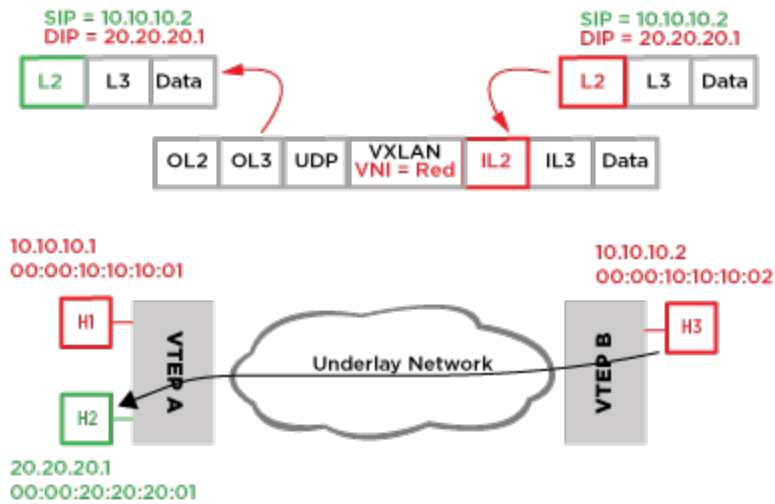 SIP = 10.10.10.2
DIP = 20.20.20.1
L2 L3 Data
SIP = 10.10.10.2
DIP = 20.20.20.1
L2 L3 Data
OL2 OL3 UDP VXLAN VNI = Red IL2 IL3 Data
10.10.10.1
00:00:10:10:10:01
10.10.10.2
00:00:10:10:10:02
H1
VTEP A
Underlay Network
VTEP B
H3
H2
20.20.20.1
00:00:20:20:20:01